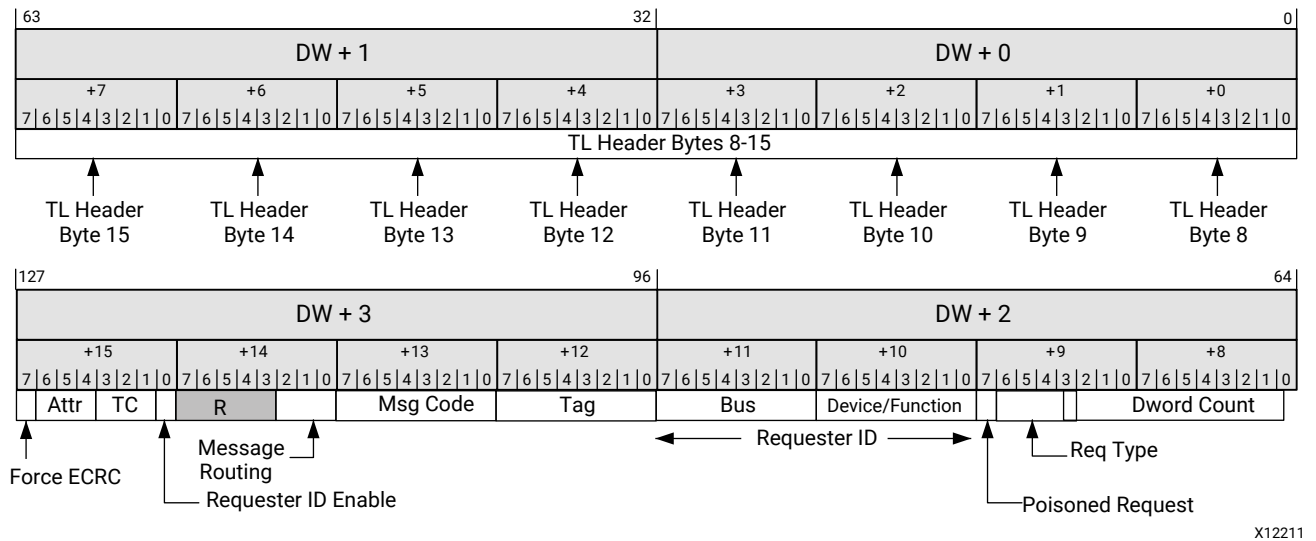 63 32 0
DW + 1 DW + 0
+7 +6 +5 +4 +3 +2 +1 +0
7 6 5 4 3 2 1 0 7 6 5 4 3 2 1 0 7 6 5 4 3 2 1 0 7 6 5 4 3 2 1 0 7 6 5 4 3 2 1 0 7 6 5 4 3 2 1 0 7 6 5 4 3 2 1 0 7 6 5 4 3 2 1 0
TL Header Bytes 8-15
TL Header TL Header TL Header TL Header TL Header TL Header TL Header TL Header
Byte 15 Byte 14 Byte 13 Byte 12 Byte 11 Byte 10 Byte 9 Byte 8
127 96 64
DW + 3 DW + 2
+15 +14 +13 +12 +11 +10 +9 +8
7 6 5 4 3 2 1 0 7 6 5 4 3 2 1 0 7 6 5 4 3 2 1 0 7 6 5 4 3 2 1 0 7 6 5 4 3 2 1 0 7 6 5 4 3 2 1 0 7 6 5 4 3 2 1 0 7 6 5 4 3 2 1 0
Attr TC R Msg Code Tag Bus Device/Function Dword Count
Message Requester ID Req Type
Routing
Force ECRC
Requester ID Enable Poisoned Request
X12211